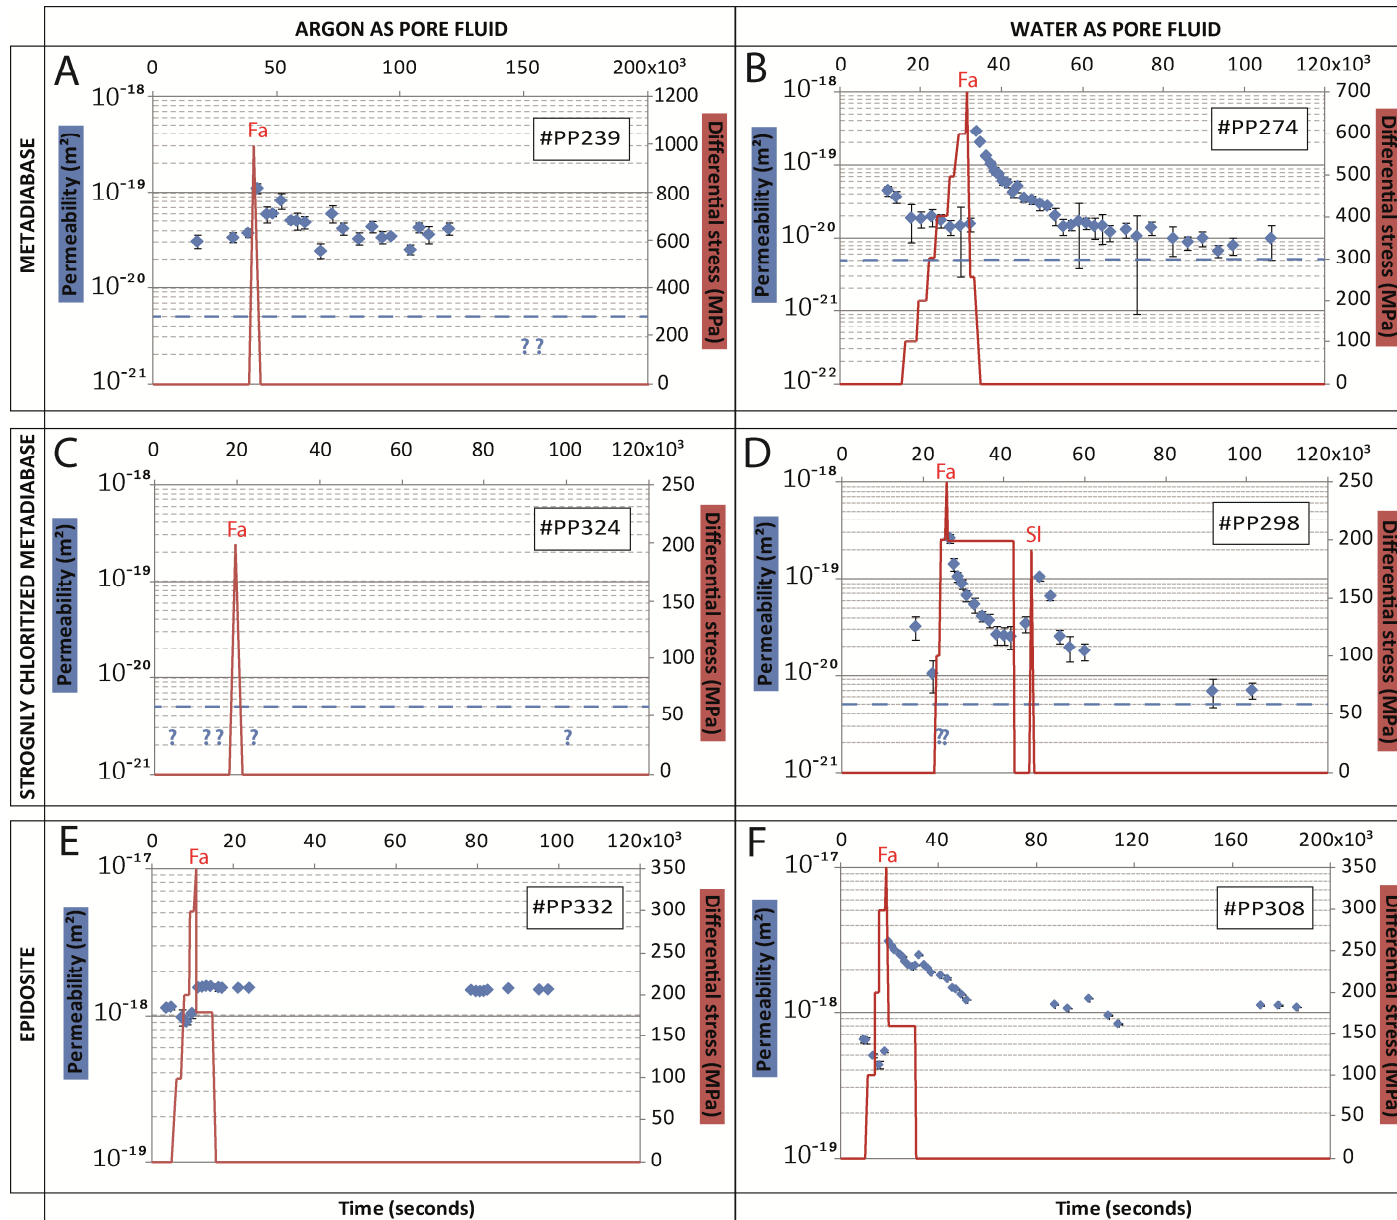 ARGON AS PORE FLUID
WATER AS PORE FLUID
METADIABASE
A
0 50 100 150 200x10³
Fa
#PP239
10⁻¹⁸
10⁻¹⁹
10⁻²⁰
10⁻²¹
Permeability (m²)
1200
1000
800
600
400
200
0
Differential stress (MPa)
? ?
B
0 20 40 60 80 100 120x10³
Fa
#PP274
10⁻¹⁸
10⁻¹⁹
10⁻²⁰
10⁻²¹
10⁻²²
Permeability (m²)
700
600
500
400
300
200
100
0
Differential stress (MPa)
STROGNLY CHLORITIZED METADIABASE
C
0 20 40 60 80 100 120x10³
Fa
#PP324
10⁻¹⁸
10⁻¹⁹
10⁻²⁰
10⁻²¹
Permeability (m²)
250
200
150
100
50
0
Differential stress (MPa)
? ? ? ? ?
D
0 20 40 60 80 100 120x10³
Fa
SI
#PP298
10⁻¹⁸
10⁻¹⁹
10⁻²⁰
10⁻²¹
Permeability (m²)
250
200
150
100
50
0
Differential stress (MPa)
??
EPIDOSITE
E
0 20 40 60 80 100 120x10³
Fa
#PP332
10⁻¹⁷
10⁻¹⁸
10⁻¹⁹
Permeability (m²)
350
300
250
200
150
100
50
0
Differential stress (MPa)
F
0 40 80 120 160 200x10³
Fa
#PP308
10⁻¹⁷
10⁻¹⁸
10⁻¹⁹
Permeability (m²)
350
300
250
200
150
100
50
0
Differential stress (MPa)
Time (seconds)
Time (seconds)